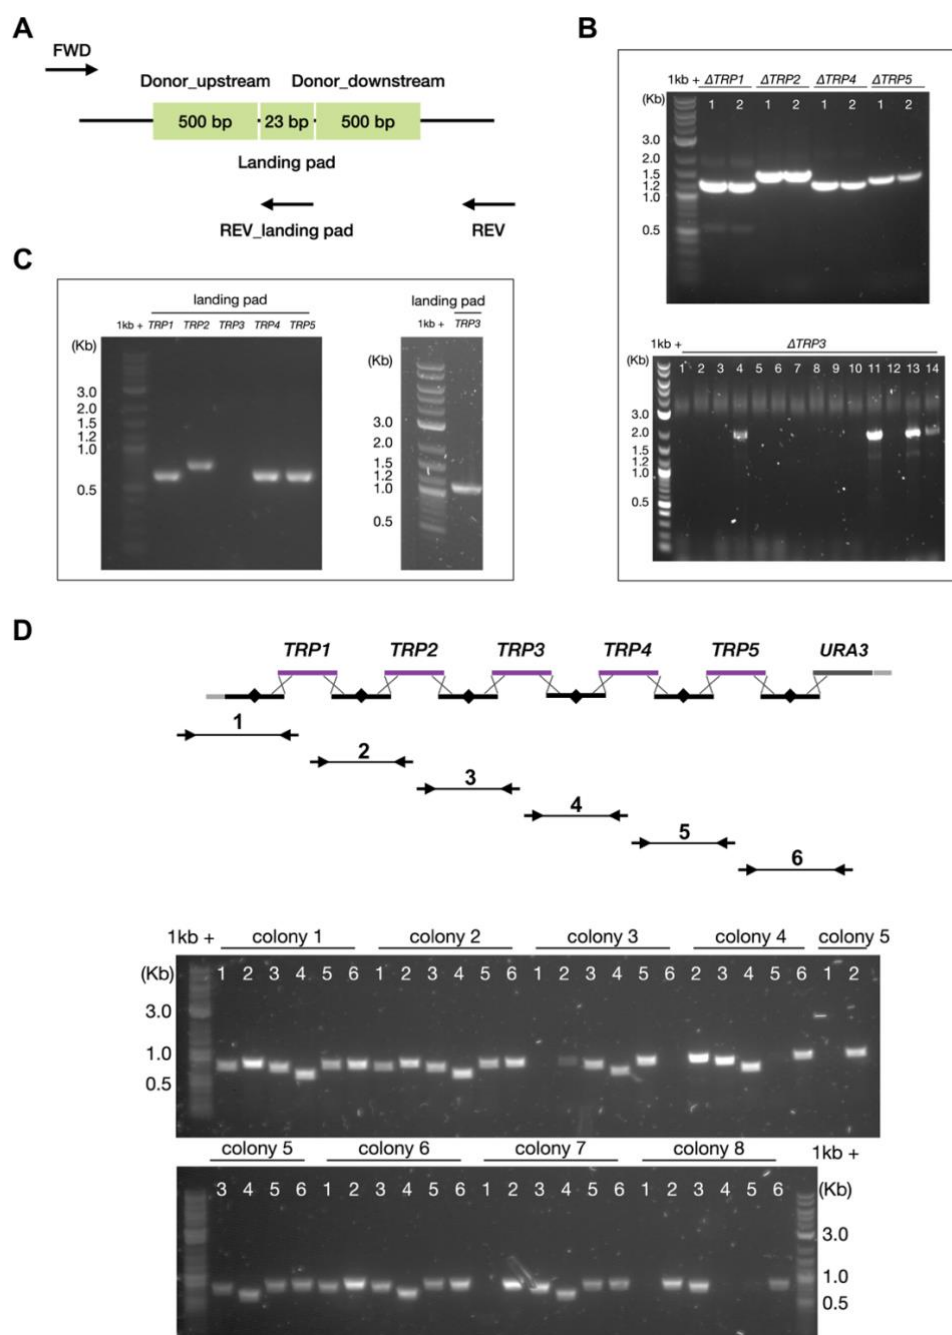 A
FWD
Donor_upstream Donor_downstream
500 bp 23 bp 500 bp
Landing pad
REV_landing pad REV
B
1kb + ΔTRP1 ΔTRP2 ΔTRP4 ΔTRP5
(Kb) 1 2 1 2 1 2 1 2
3.0
2.0
1.5
1.2
1.0
0.5
1kb + ΔTRP3
(Kb) 1 2 3 4 5 6 7 8 9 10 11 12 13 14
3.0
2.0
1.5
1.2
1.0
0.5
C
landing pad
1kb + TRP1 TRP2 TRP3 TRP4 TRP5
(Kb)
3.0
2.0
1.5
1.2
1.0
0.5
landing pad
1kb + TRP3
(Kb)
3.0
2.0
1.5
1.2
1.0
0.5
D
TRP1 TRP2 TRP3 TRP4 TRP5 URA3
1
2
3
4
5
6
1kb + colony 1 colony 2 colony 3 colony 4 colony 5
(Kb) 1 2 3 4 5 6 1 2 3 4 5 6 1 2 3 4 5 6 2 3 4 5 6 1 2
3.0
1.0
0.5
colony 5 colony 6 colony 7 colony 8 1kb +
3 4 5 6 1 2 3 4 5 6 1 2 3 4 5 6 1 2 3 4 5 6 (Kb)
3.0
1.0
0.5